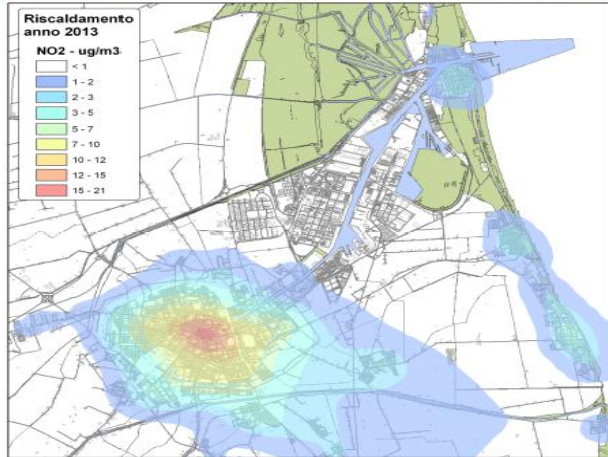 Riscaldamento
anno 2013
NO2 - ug/m3
< 1
1 - 2
2 - 3
3 - 5
5 - 7
7 - 10
10 - 12
12 - 15
15 - 21